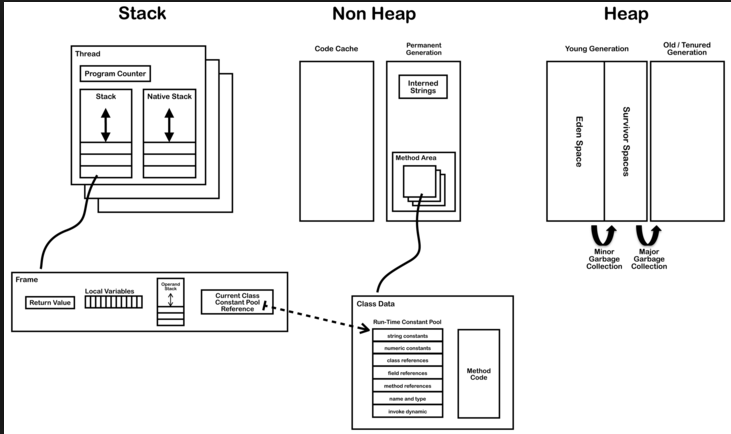 Stack
Non Heap
Heap
Thread
Program Counter
Stack
Native Stack
Code Cache
Permanent
Generation
Interned
Strings
Method Area
Young Generation
Old / Tenured
Generation
Eden Space
Survivor Spaces
Minor
Garbage
Collection
Major
Garbage
Collection
Frame
Return Value
Local Variables
Operand
Stack
Current Class
Constant Pool
Reference
Class Data
Run-Time Constant Pool
string constants
numeric constants
class references
field references
method references
name and type
invoke dynamic
Method
Code